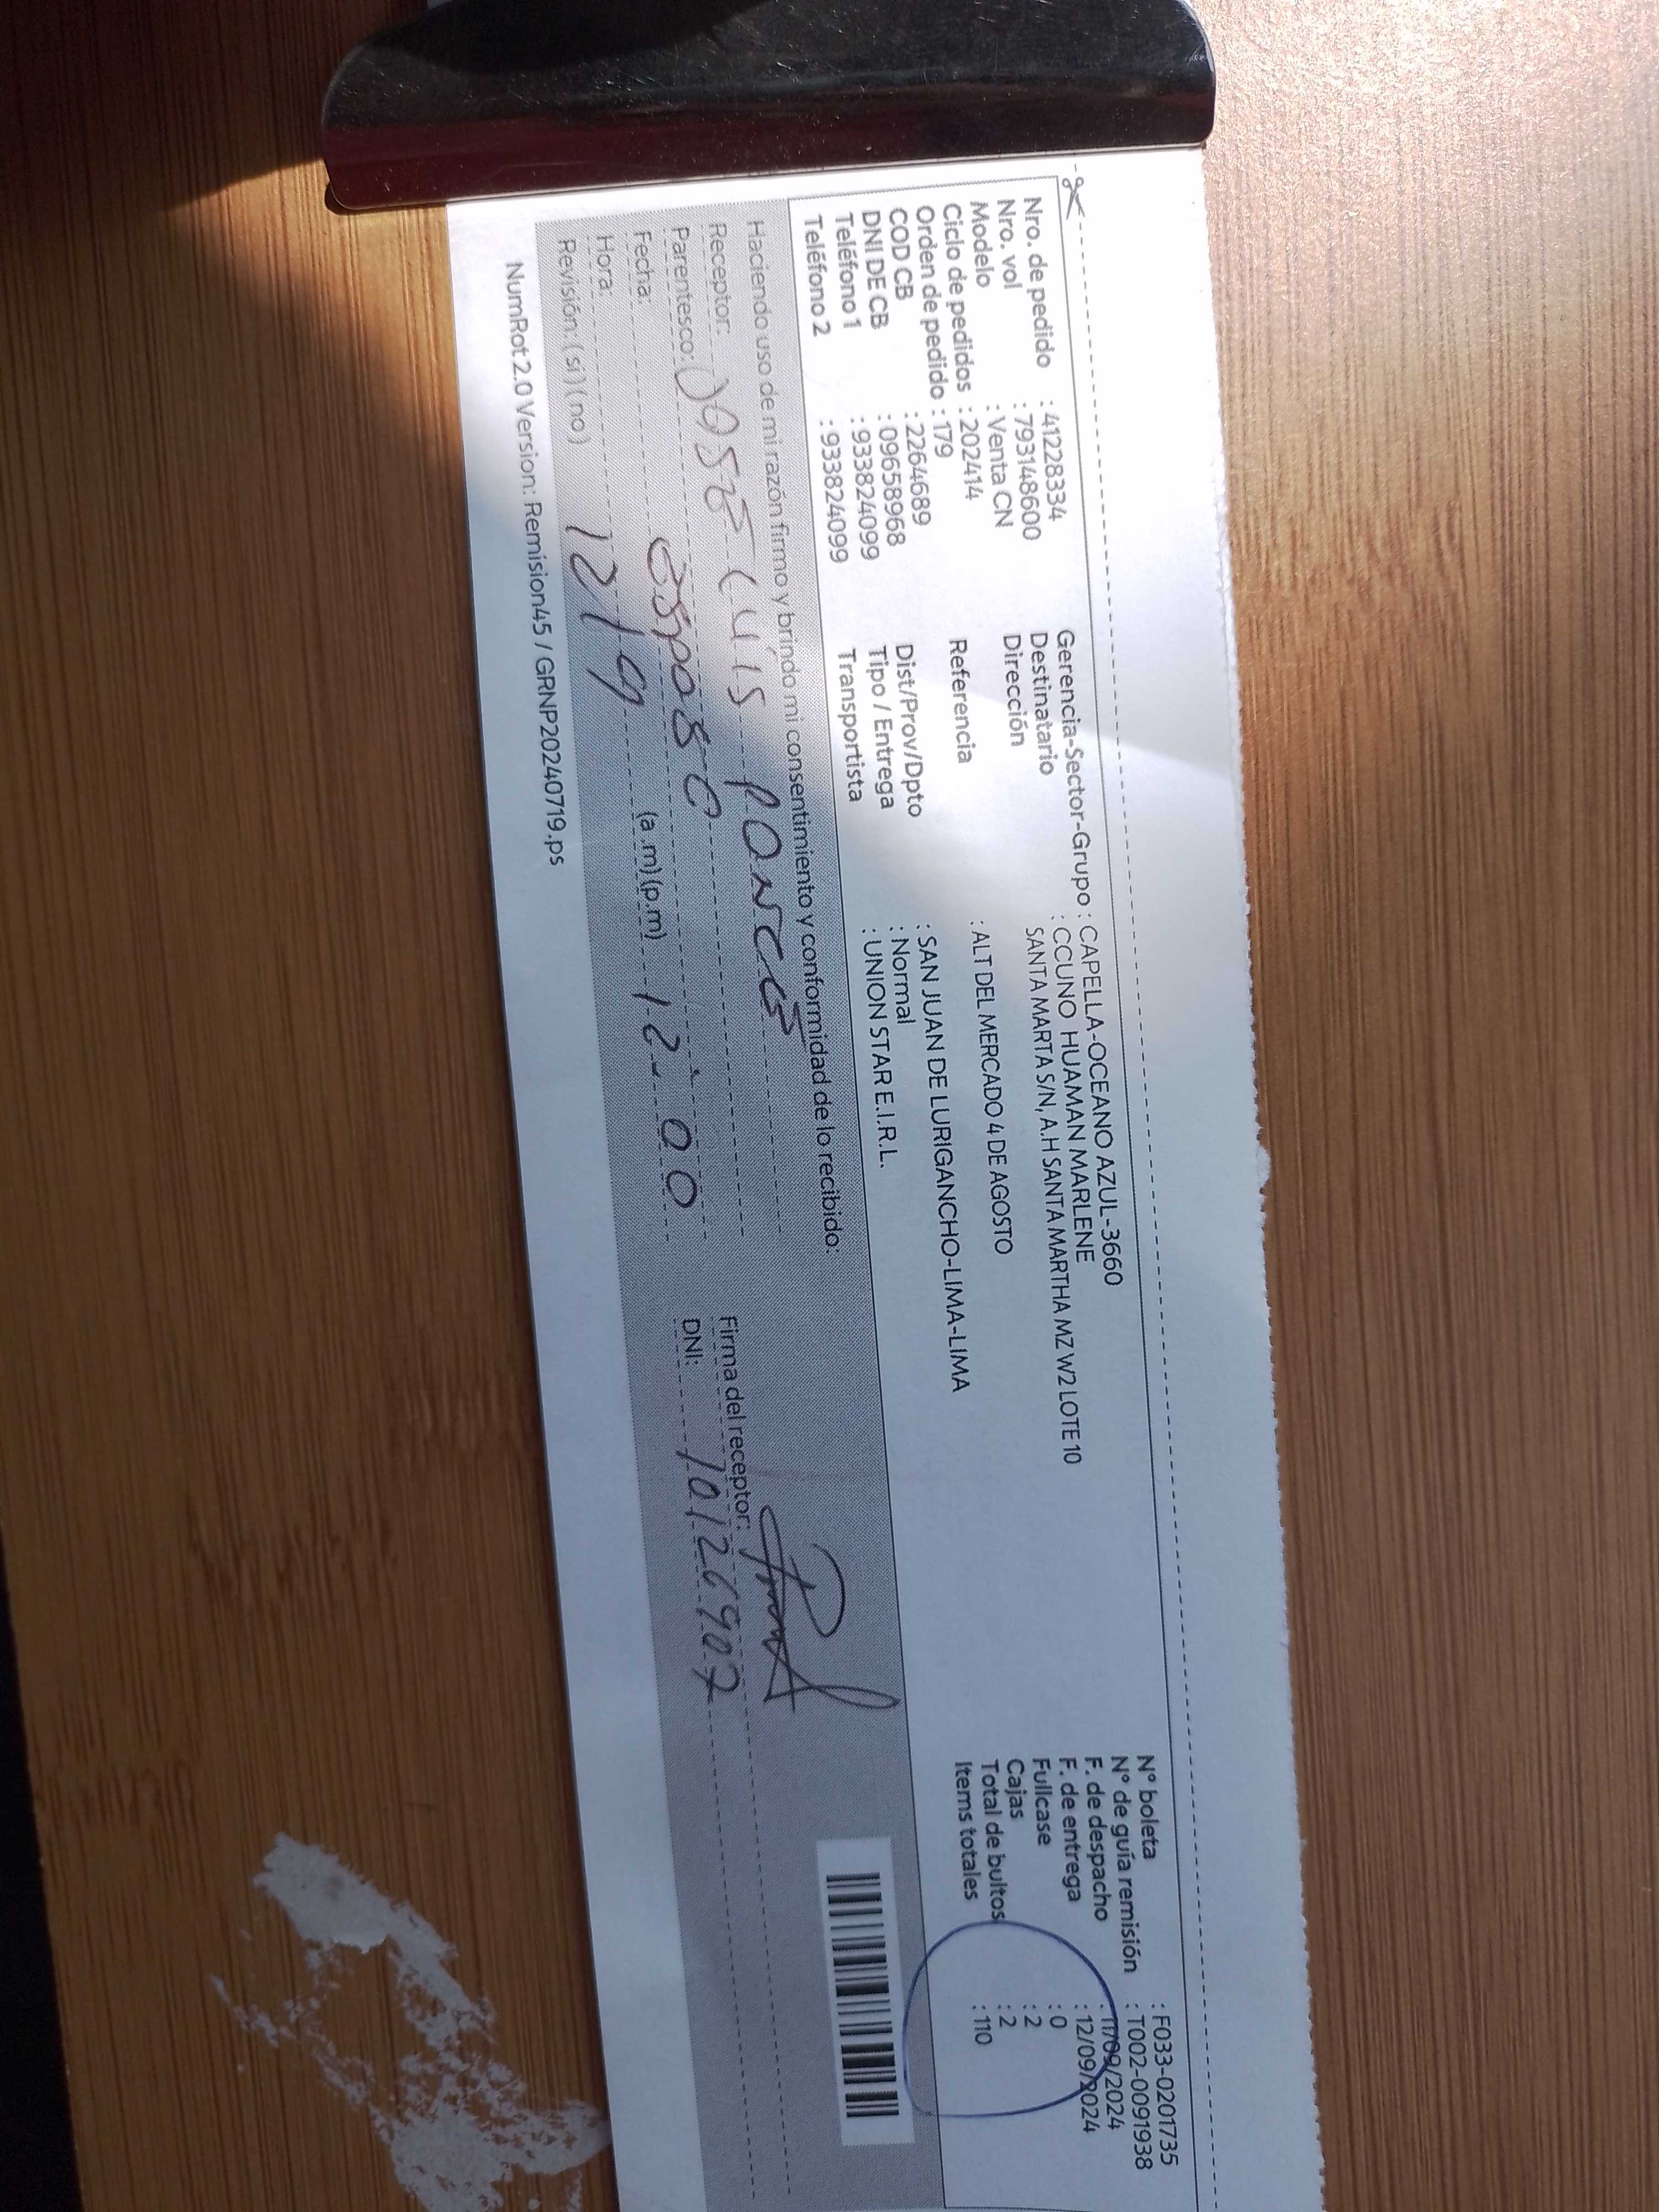 Nro. de pedido : 41228334
Nro. vol : 793148600
Modelo : Venta CN
Ciclo de pedidos : 202414
Orden de pedido : 179
COD CB : 2264689
DNI DE CB : 09658968
Teléfono 1 : 933824099
Teléfono 2 : 933824099
Gerencia-Sector-Grupo : CAPELLA-OCEANO AZUL-3660
Destinatario : CCUNO HUAMAN MARLENE
Dirección SANTA MARTA S/N, A.H SANTA MARTHA MZ W2 LOTE 10
Referencia : ALT DEL MERCADO 4 DE AGOSTO
Dist/Prov/Dpto : SAN JUAN DE LURIGANCHO-LIMA-LIMA
Tipo / Entrega : Normal
Transportista : UNION STAR E.I.R.L.
N° boleta : F033-0201735
N° de guía remisión : T002-0091938
F. de despacho : 11/09/2024
F. de entrega : 12/09/2024
Fullcase : 0
Cajas : 2
Total de bultos : 2
Items totales : 110
Haciendo uso de mi razón firmo y brindo mi consentimiento y conformidad de lo recibido:
Receptor: Luis Ponce
Parentesco: esposo
Fecha: 12/9
Hora: (a.m) (p.m) 12:00
Revisión: ( si ) ( no )
Firma del receptor:
DNI: 10126907
NumRot 2.0 Version: Remision45 / GRNP20240719.ps